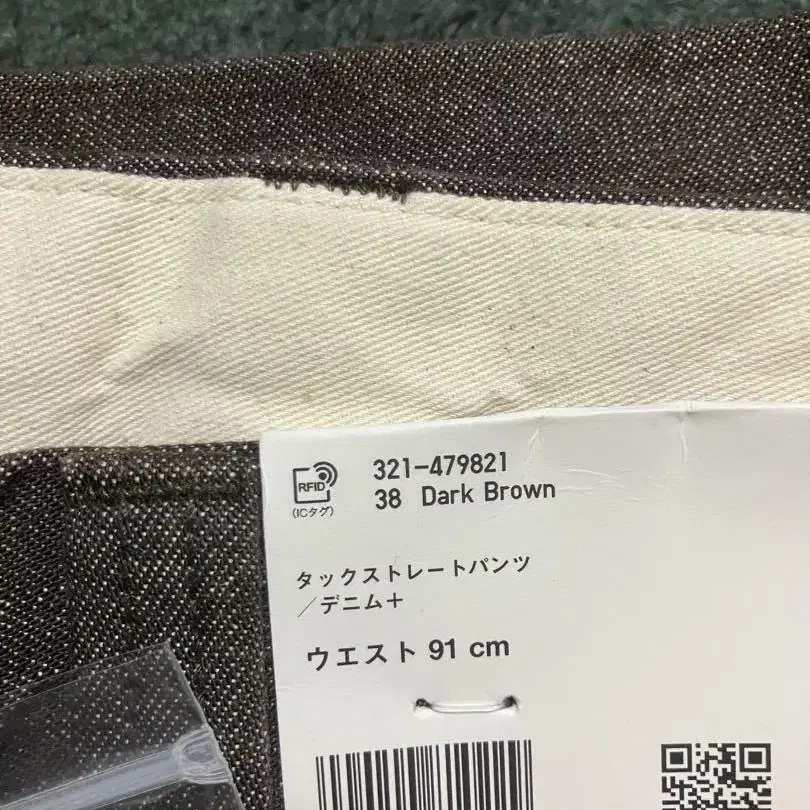 321-479821
RFID
38 Dark Brown
(ICタグ)
タックストレートパンツ
／デニム＋
ウエスト 91 cm